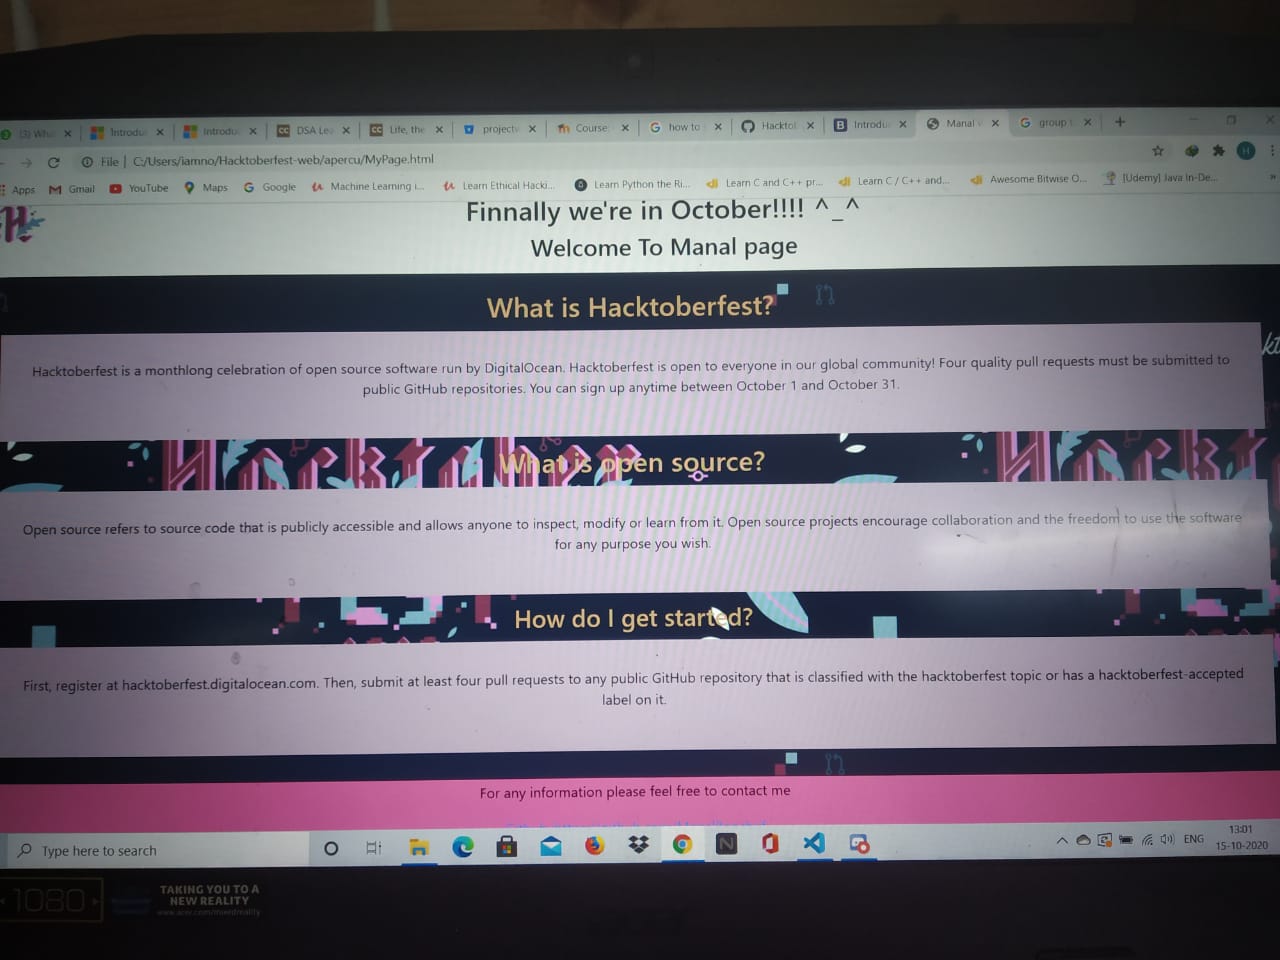 (3) Wha
Introdu
Introdu
CC DSA Lea
CC Life, the
projectw
Course:
how to
Hacktob
B Introdu
Manal
group
File | C:/Users/iamno/Hacktoberfest-web/apercu/MyPage.html
H
Apps Gmail YouTube Maps Google Machine Learning i... Learn Ethical Hacki... Learn Python the Ri... Learn C and C++ pr... Learn C / C++ and... Awesome Bitwise O... [Udemy] Java In-De... »
H
Finnally we're in October!!!! ^_^
Welcome To Manal page
What is Hacktoberfest?
Hacktoberfest is a monthlong celebration of open source software run by DigitalOcean. Hacktoberfest is open to everyone in our global community! Four quality pull requests must be submitted to
public GitHub repositories. You can sign up anytime between October 1 and October 31.
What is open source?
Open source refers to source code that is publicly accessible and allows anyone to inspect, modify or learn from it. Open source projects encourage collaboration and the freedom to use the software
for any purpose you wish.
How do I get started?
First, register at hacktoberfest.digitalocean.com. Then, submit at least four pull requests to any public GitHub repository that is classified with the hacktoberfest topic or has a hacktoberfest-accepted
label on it.
For any information please feel free to contact me
Type here to search
ENG
13:01
15-10-2020
1080
TAKING YOU TO A
NEW REALITY
www.acer.com/mixedreality